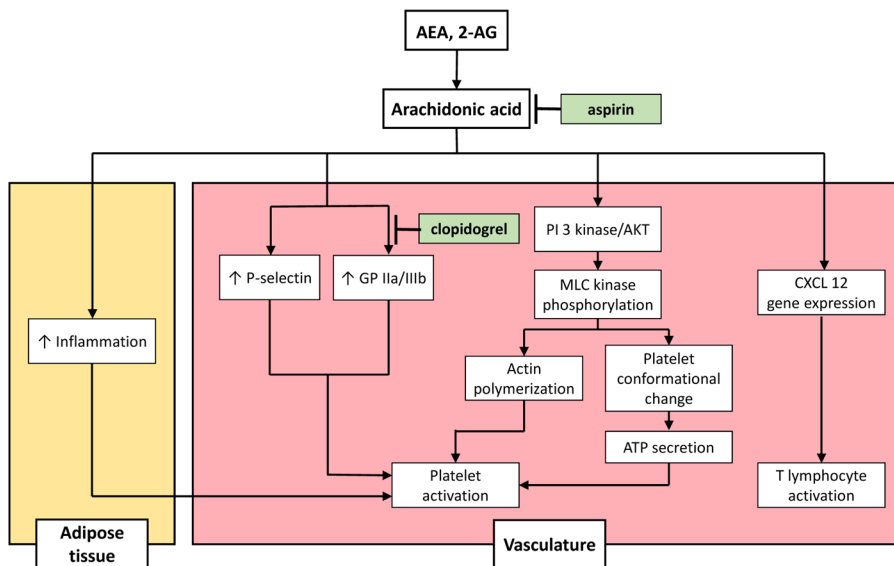 AEA, 2-AG
Arachidonic acid
aspirin
clopidogrel
PI 3 kinase/AKT
↑ P-selectin
↑ GP IIa/IIIb
MLC kinase
phosphorylation
CXCL 12
gene expression
↑ Inflammation
Actin
polymerization
Platelet
conformational
change
ATP secretion
Platelet
activation
T lymphocyte
activation
Adipose
tissue
Vasculature